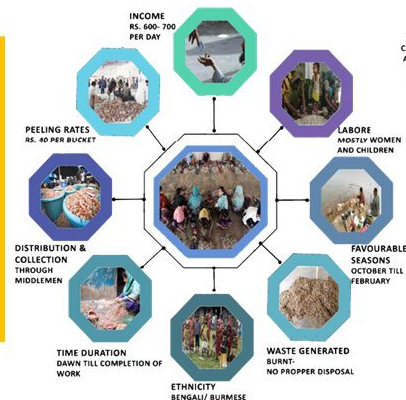 INCOME
RS. 600- 700
PER DAY
PEELING RATES
RS. 40 PER BUCKET
LABORE
MOSTLY WOMEN
AND CHILDREN
DISTRIBUTION &
COLLECTION
THROUGH
MIDDLEMEN
FAVOURABLE
SEASONS
OCTOBER TILL
FEBRUARY
TIME DURATION
DAWN TILL COMPLETION OF
WORK
WASTE GENERATED
BURNT-
NO PROPPER DISPOSAL
ETHNICITY
BENGALI/ BURMESE